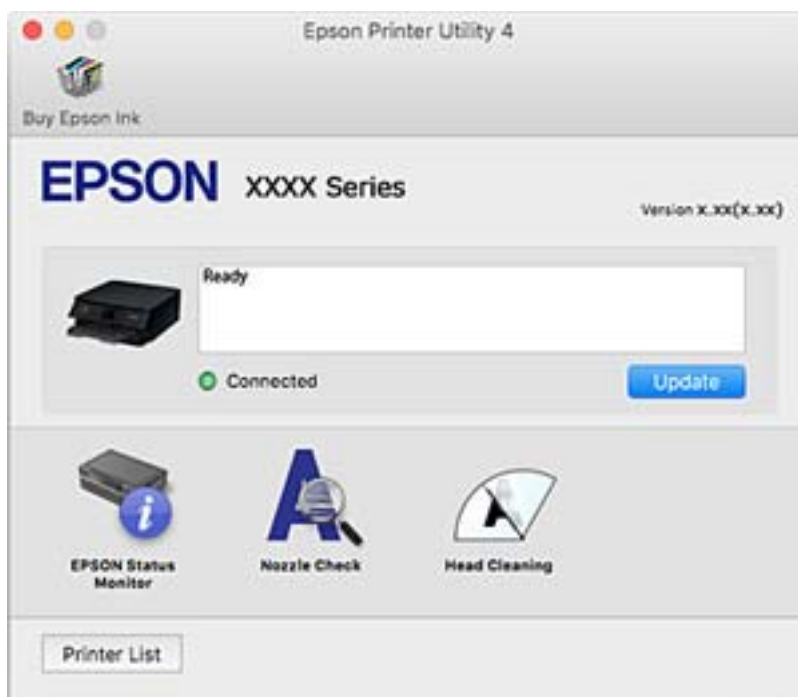 Epson Printer Utility 4
Buy Epson Ink
EPSON XXXX Series
Version x.xx(x.xx)
Ready
Connected
Update
EPSON Status
Monitor
Nozzle Check
Head Cleaning
Printer List